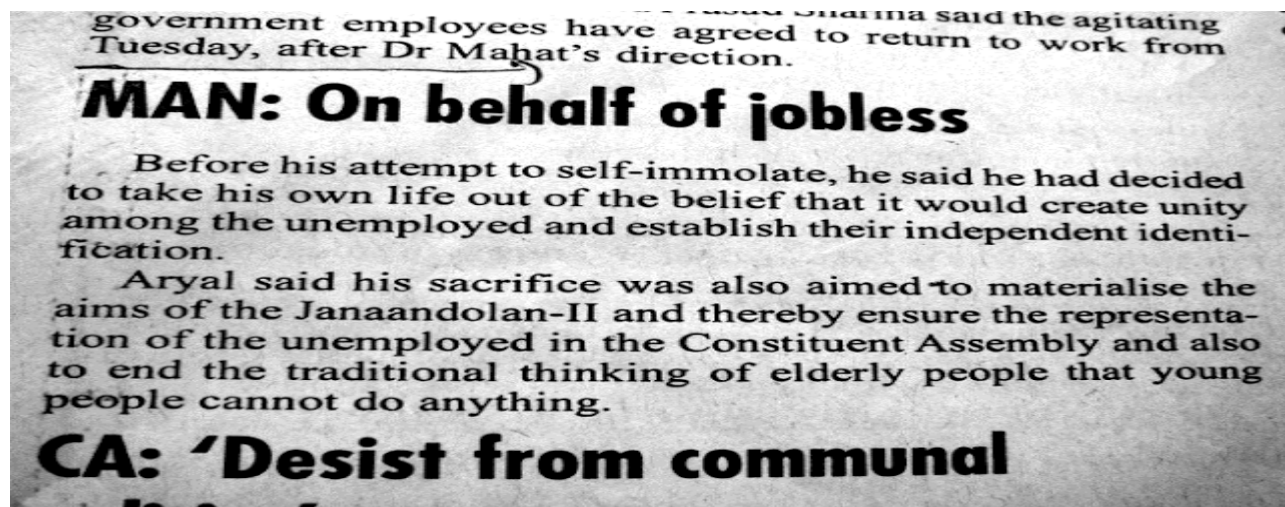 Sharma said the agitating
government employees have agreed to return to work from
Tuesday, after Dr Mahat's direction.
MAN: On behalf of jobless
Before his attempt to self-immolate, he said he had decided
to take his own life out of the belief that it would create unity
among the unemployed and establish their independent identi-
fication.
Aryal said his sacrifice was also aimed to materialise the
aims of the Janaandolan-II and thereby ensure the representa-
tion of the unemployed in the Constituent Assembly and also
to end the traditional thinking of elderly people that young
people cannot do anything.
CA: ‘Desist from communal